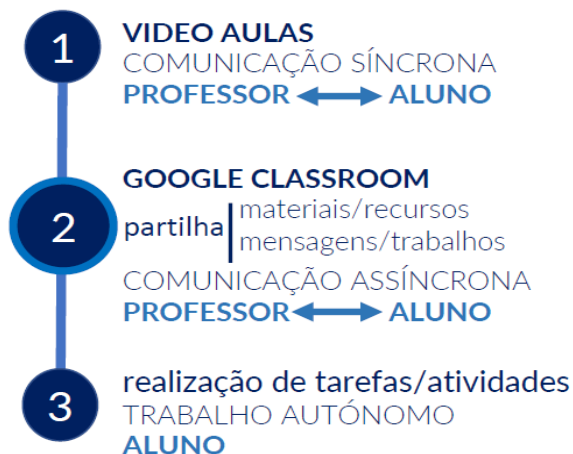 1
VIDEO AULAS
COMUNICAÇÃO SÍNCRONA
PROFESSOR ALUNO
2
GOOGLE CLASSROOM
partilha
materiais/recursos
mensagens/trabalhos
COMUNICAÇÃO ASSÍNCRONA
PROFESSOR ALUNO
3
realização de tarefas/atividades
TRABALHO AUTÓNOMO
ALUNO